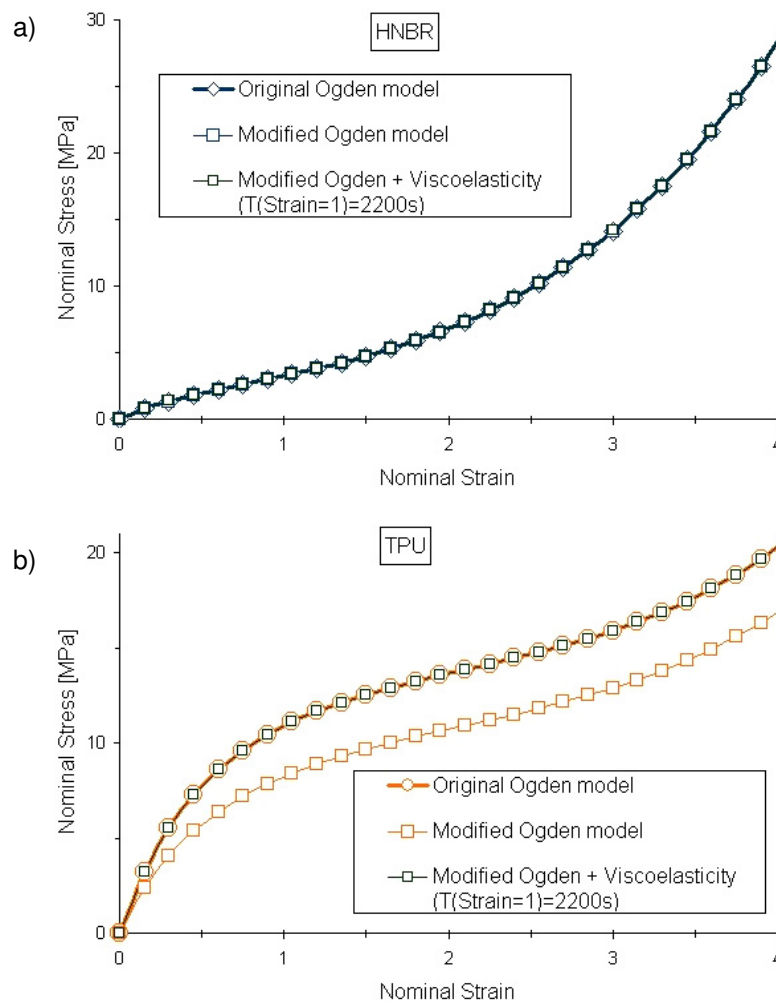 a)
HNBR
30
20
10
0
Nominal Stress [MPa]
Original Ogden model
Modified Ogden model
Modified Ogden + Viscoelasticity
(T(Strain=1)=2200s)
0 1 2 3 4
Nominal Strain
b)
TPU
20
10
0
Nominal Stress [MPa]
Original Ogden model
Modified Ogden model
Modified Ogden + Viscoelasticity
(T(Strain=1)=2200s)
0 1 2 3 4
Nominal Strain